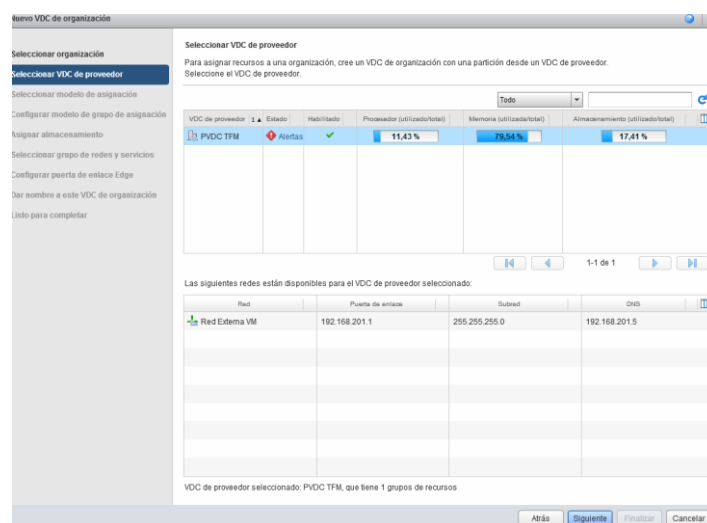 Nuevo VDC de organización
Seleccionar organización
Seleccionar VDC de proveedor
Seleccionar modelo de asignación
Configurar modelo de grupo de asignación
Asignar almacenamiento
Seleccionar grupo de redes y servicios
Configurar puerta de enlace Edge
Dar nombre a este VDC de organización
Listo para completar
Seleccionar VDC de proveedor
Para asignar recursos a una organización, cree un VDC de organización con una partición desde un VDC de proveedor.
Seleccione el VDC de proveedor.
Todo
VDC de proveedor 1 ▲ Estado Habilitado Procesador (utilizado/total) Memoria (utilizada/total) Almacenamiento (utilizado/total)
PVDC TFM Alertas 11,43 % 79,54 % 17,41 %
1-1 de 1
Las siguientes redes están disponibles para el VDC de proveedor seleccionado:
Red Puerta de enlace Subred DNS
Red Externa VM 192.168.201.1 255.255.255.0 192.168.201.5
VDC de proveedor seleccionado: PVDC TFM, que tiene 1 grupos de recursos
Atrás Siguiente Finalizar Cancelar